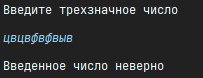 Введите трехзначное число
цвцвфвфвыв
Введенное число неверно